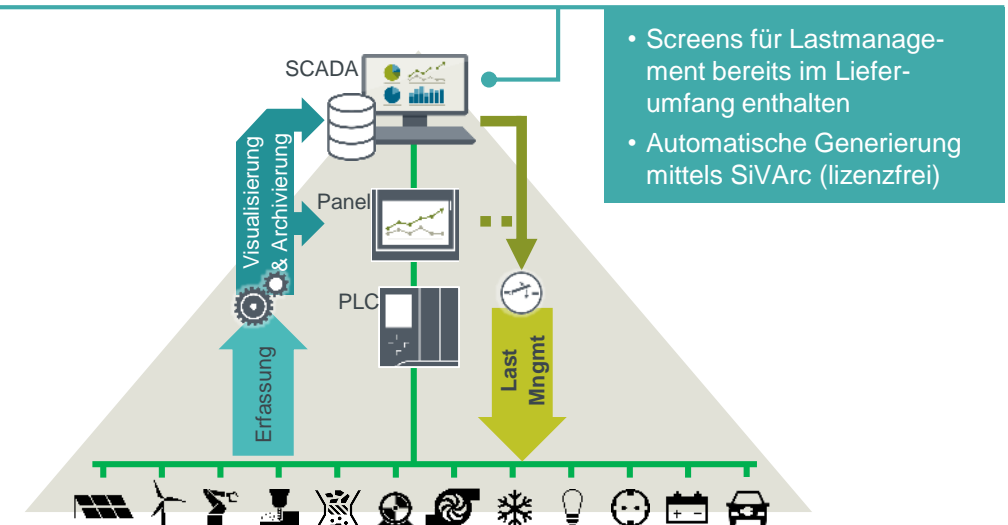 • Screens für Lastmanage-
ment bereits im Liefer-
umfang enthalten
• Automatische Generierung
mittels SiVArc (lizenzfrei)
SCADA
Visualisierung
& Archivierung
Panel
PLC
Erfassung
Last
Mngmt